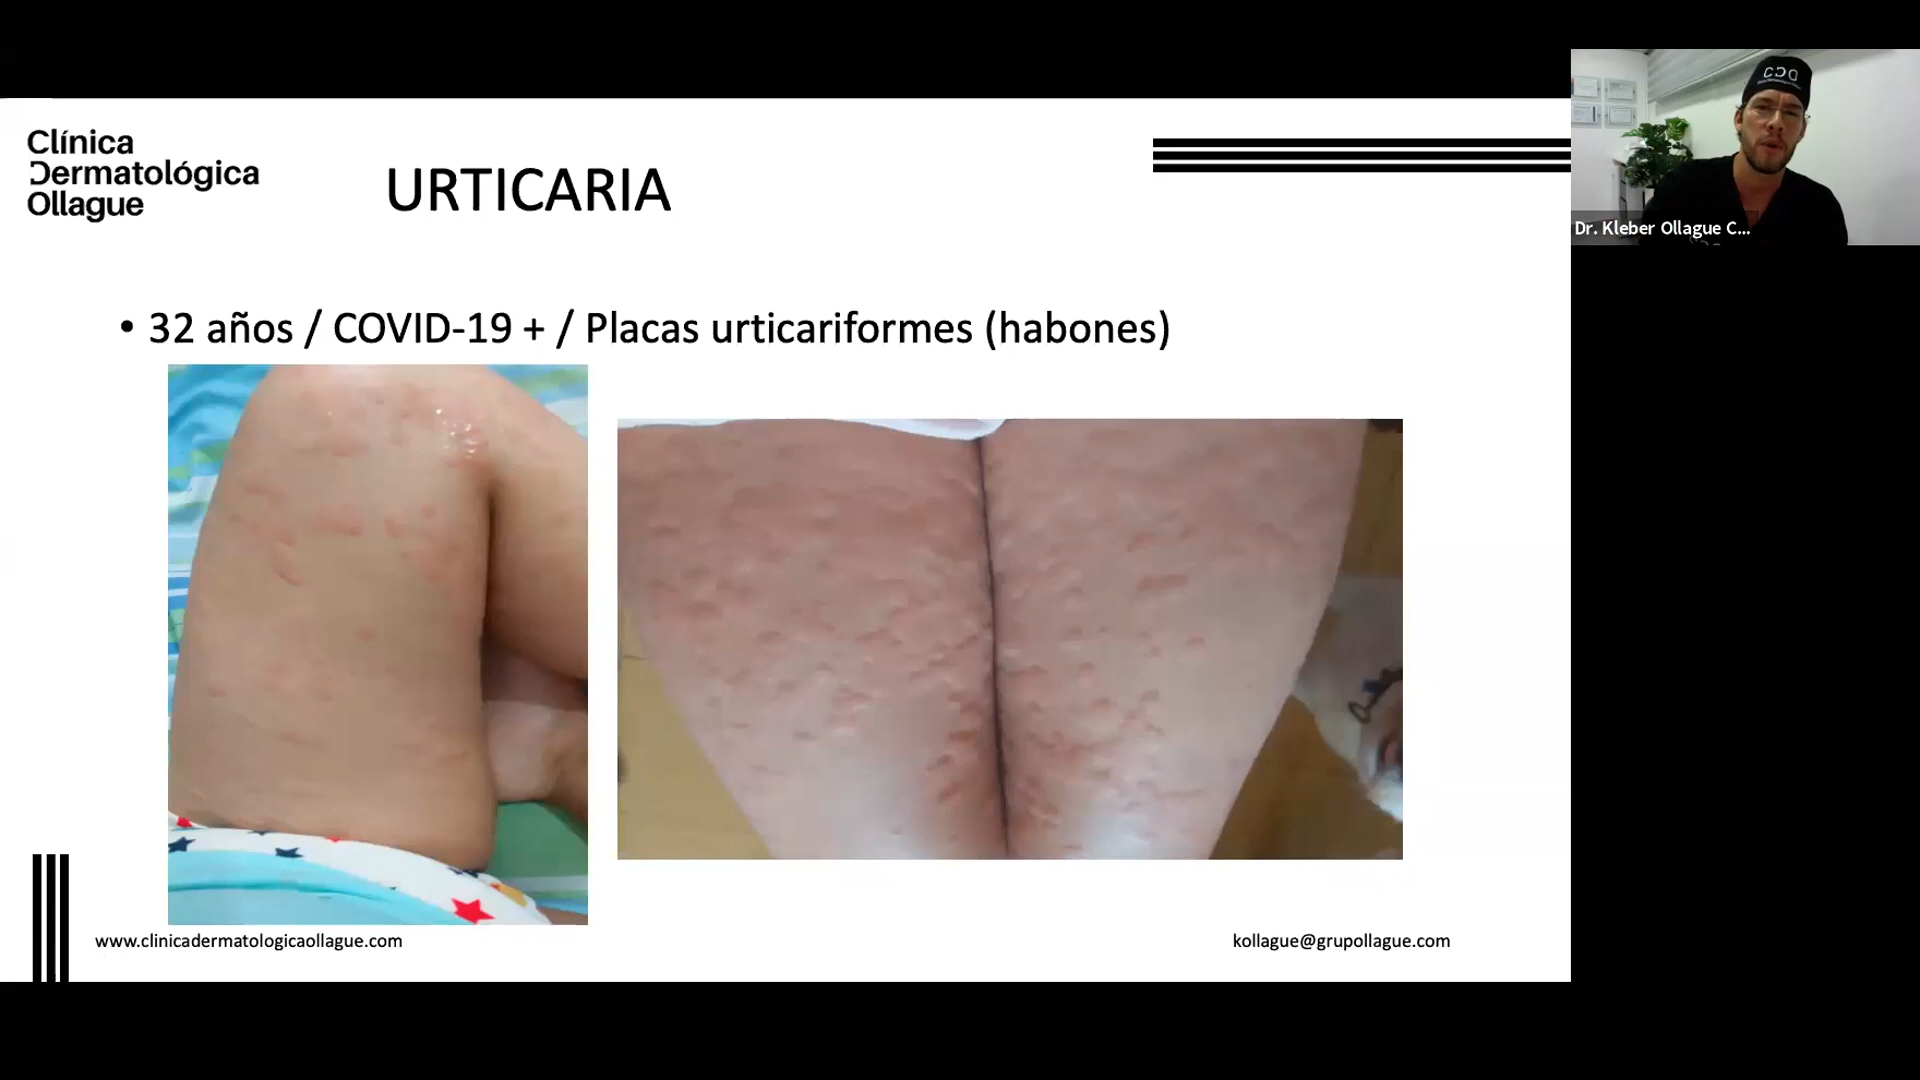 Clínica
Dermatológica
Ollague
URTICARIA
• 32 años / COVID-19 + / Placas urticariformes (habones)
www.clinicadermatologicaollague.com
kollague@grupollague.com
Dr. Kleber Ollague C...